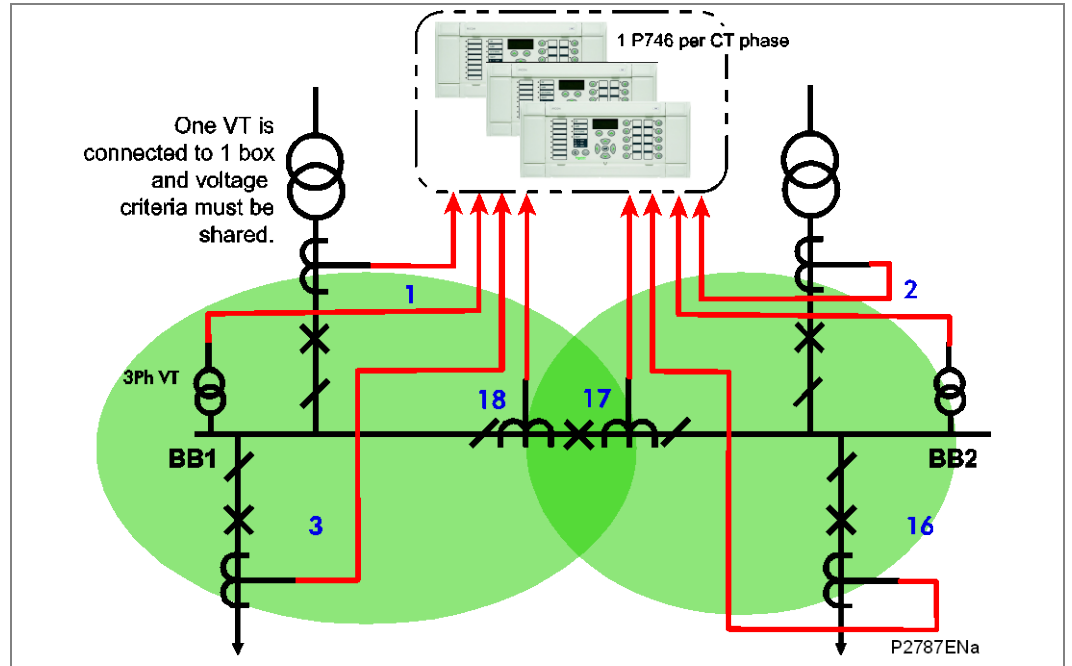 1 P746 per CT phase
One VT is
connected to 1 box
and voltage
criteria must be
shared.
1
2
3Ph VT
18
17
BB1
BB2
3
16
P2787ENa